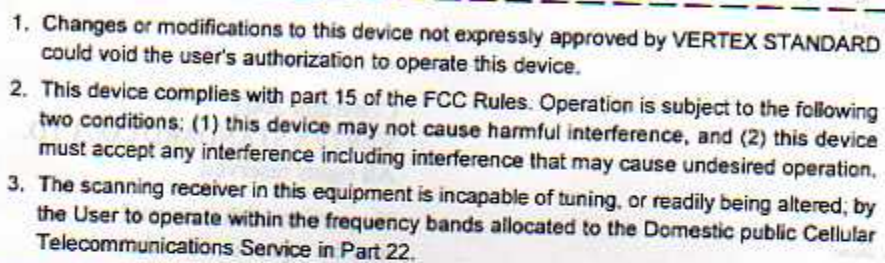 1. Changes or modifications to this device not expressly approved by VERTEX STANDARD
could void the user's authorization to operate this device.
2. This device complies with part 15 of the FCC Rules. Operation is subject to the following
two conditions; (1) this device may not cause harmful interference, and (2) this device
must accept any interference including interference that may cause undesired operation.
3. The scanning receiver in this equipment is incapable of tuning, or readily being altered, by
the User to operate within the frequency bands allocated to the Domestic public Cellular
Telecommunications Service in Part 22.